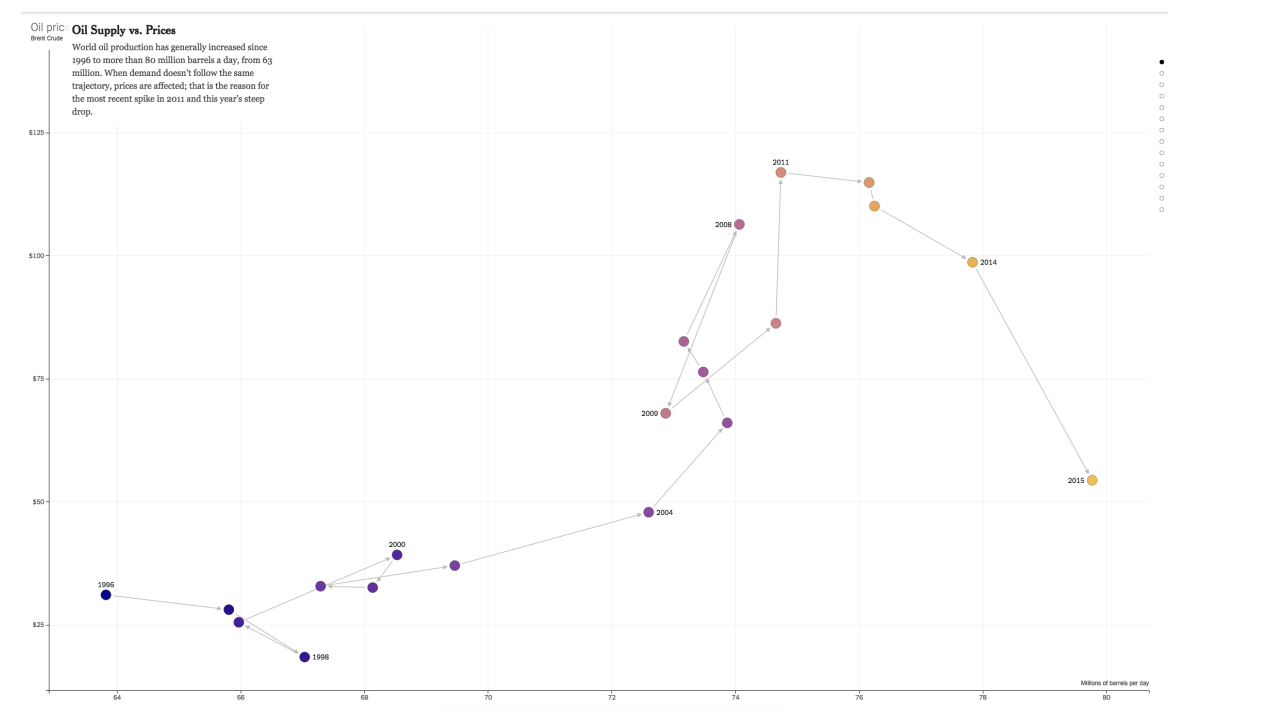 Oil pric
Brent Crude
Oil Supply vs. Prices
World oil production has generally increased since
1996 to more than 80 million barrels a day, from 63
million. When demand doesn't follow the same
trajectory, prices are affected; that is the reason for
the most recent spike in 2011 and this year's steep
drop.
$125
2011
2008
$100
2014
$75
2009
$50
2015
2004
2000
1996
$25
1998
Millions of barrels per day
64
66
68
70
72
74
76
78
80